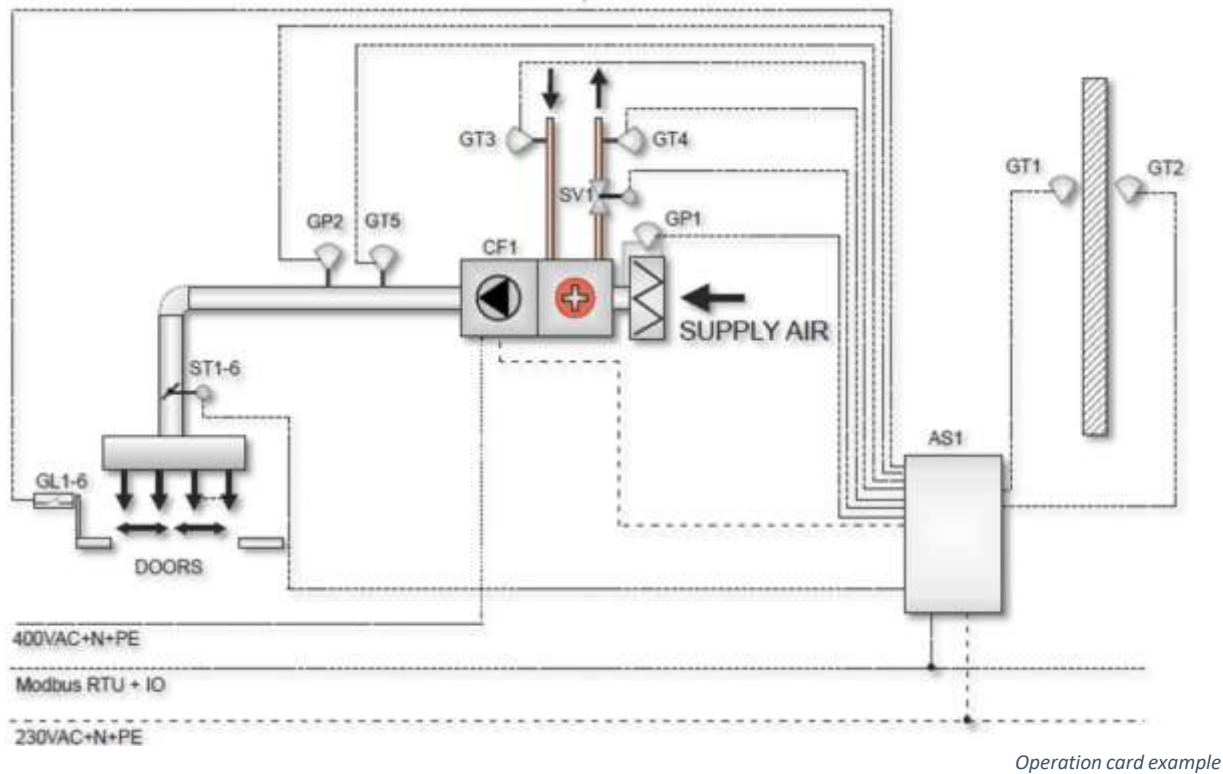 GT3
GT4
GT1
GT2
SV1
GP2
GT5
GP1
CF1
SUPPLY AIR
ST1-6
AS1
GL1-6
DOORS
400VAC+N+PE
Modbus RTU + IO
230VAC+N+PE
Operation card example